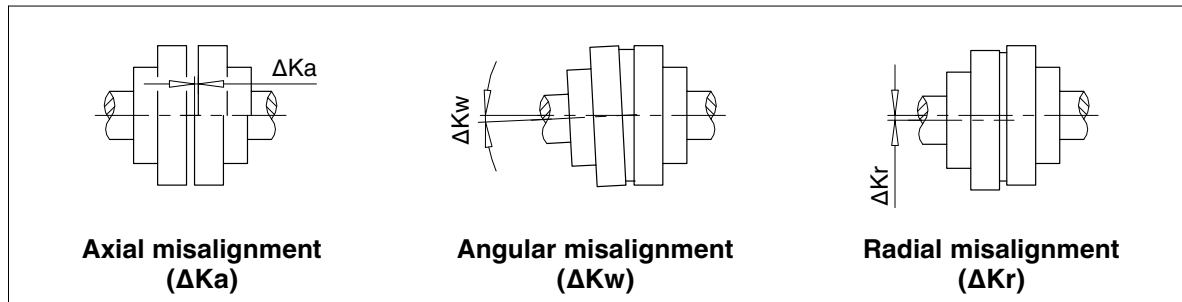 ΔKa
ΔKw
ΔKr
Axial misalignment
(ΔKa)
Angular misalignment
(ΔKw)
Radial misalignment
(ΔKr)